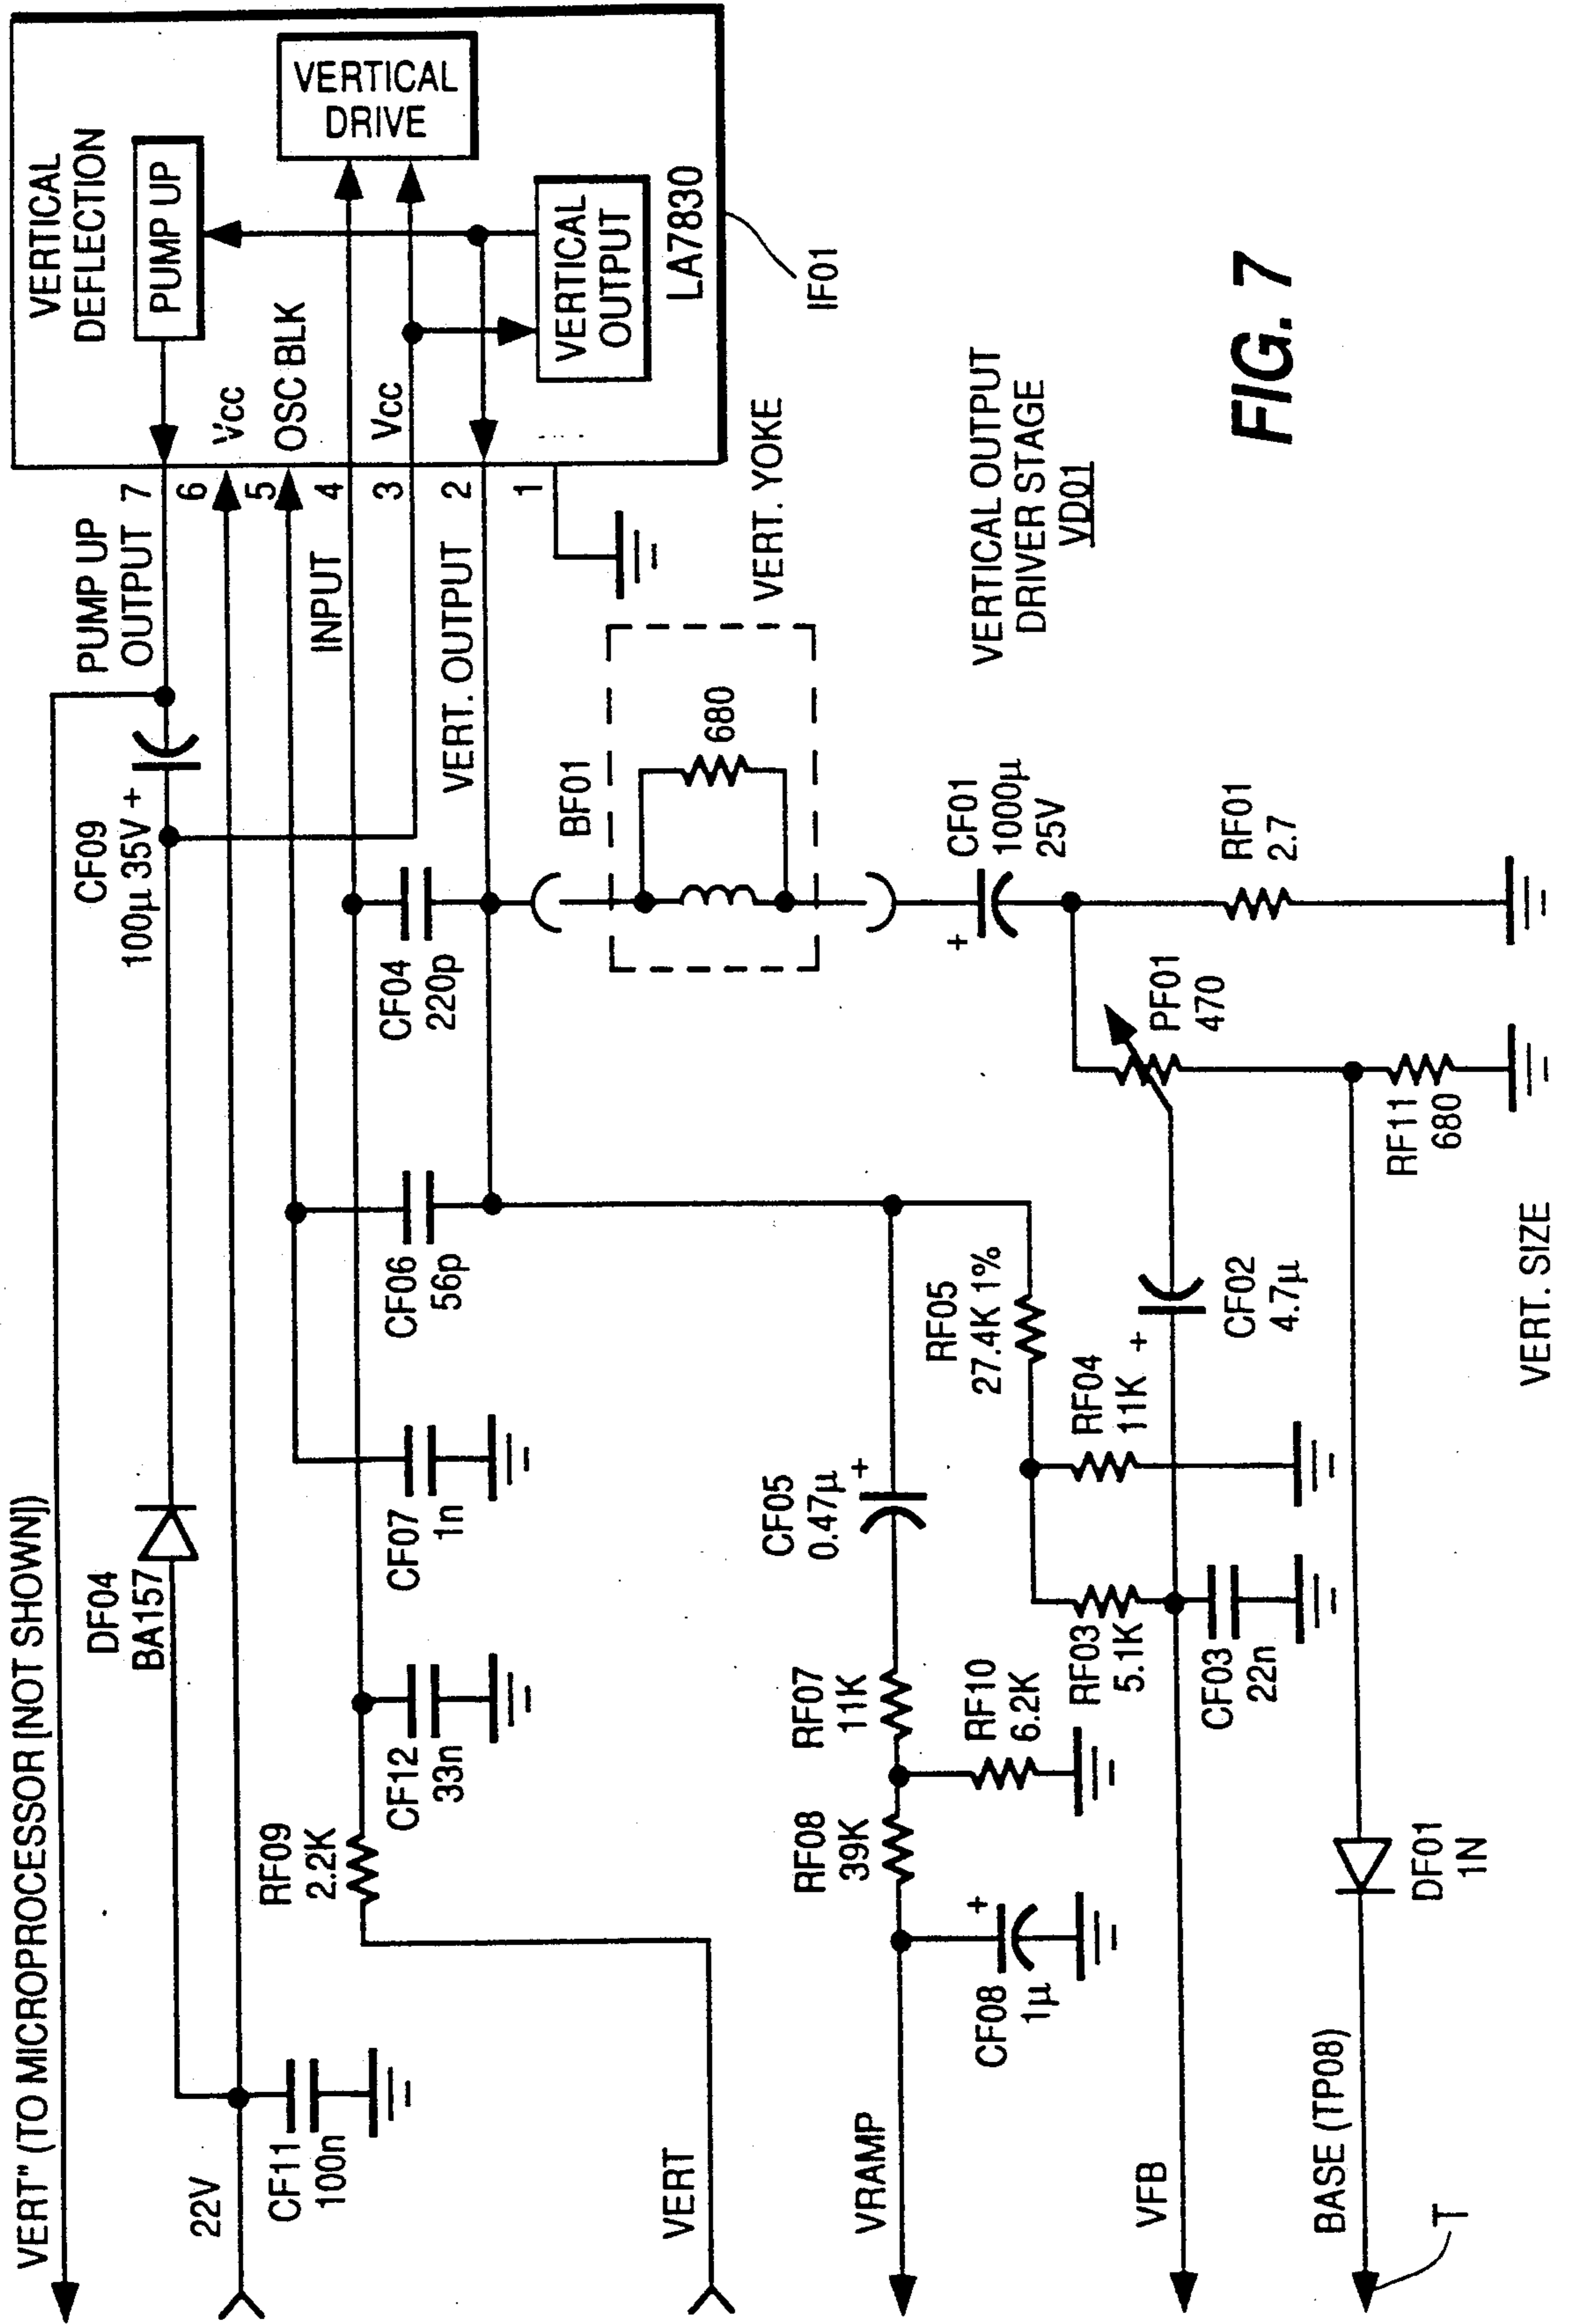 VERT" (TO MICROPROCESSOR [NOT SHOWN])
22V
CF11
100n
DF04
BA157
CF09
100µ 35V +
PUMP UP
OUTPUT 7
VERTICAL
DEFLECTION
PUMP UP
VERTICAL
DRIVE
Vcc
6
OSC BLK
5
INPUT
4
Vcc
3
VERT. OUTPUT
2
1
VERTICAL
OUTPUT
LA7830
IF01
RF09
2.2K
CF12
33n
CF07
1n
CF06
56p
CF04
220p
BF01
680
VERT. YOKE
VERT
VRAMP
CF08
1µ
+
RF08
39K
RF07
11K
RF10
6.2K
CF05
0.47µ
+
RF05
27.4K 1%
RF04
11K
RF03
5.1K
CF03
22n
+
CF02
4.7µ
VFB
+
CF01
1000µ
25V
PF01
470
RF01
2.7
RF11
680
VERT. SIZE
BASE (TP08)
DF01
1N
T
VERTICAL OUTPUT
DRIVER STAGE
VD01
FIG. 7